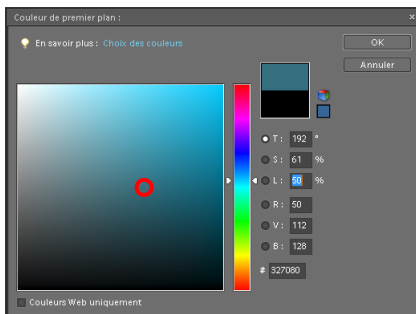 Couleur de premier plan :
En savoir plus : Choix des couleurs
OK
Annuler
T : 192 °
S : 61 %
L : 50 %
R : 50
V : 112
B : 128
# 327080
Couleurs Web uniquement